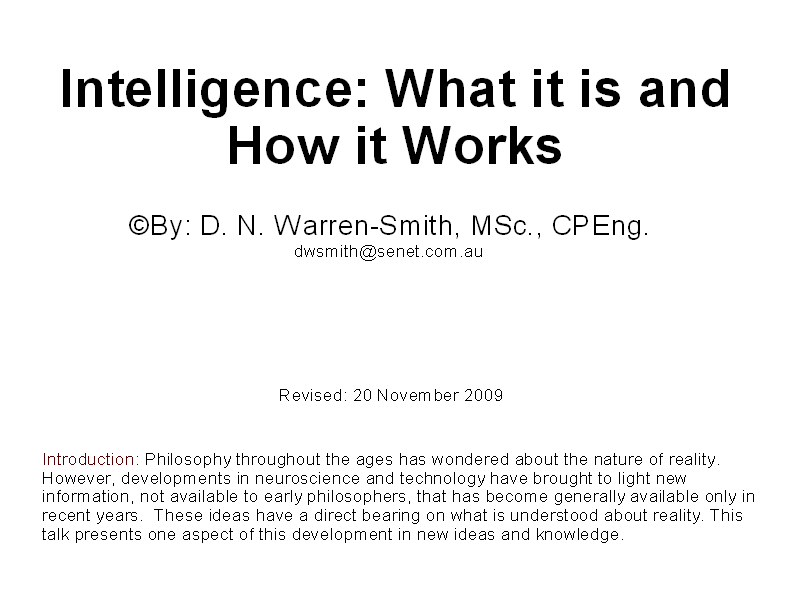 Intelligence: What it is and
How it Works
©By: D. N. Warren-Smith, MSc., CPEng.
dwsmith@senet.com.au
Revised: 20 November 2009
Introduction: Philosophy throughout the ages has wondered about the nature of reality.
However, developments in neuroscience and technology have brought to light new
information, not available to early philosophers, that has become generally available only in
recent years.  These ideas have a direct bearing on what is understood about reality. This
talk presents one aspect of this development in new ideas and knowledge.